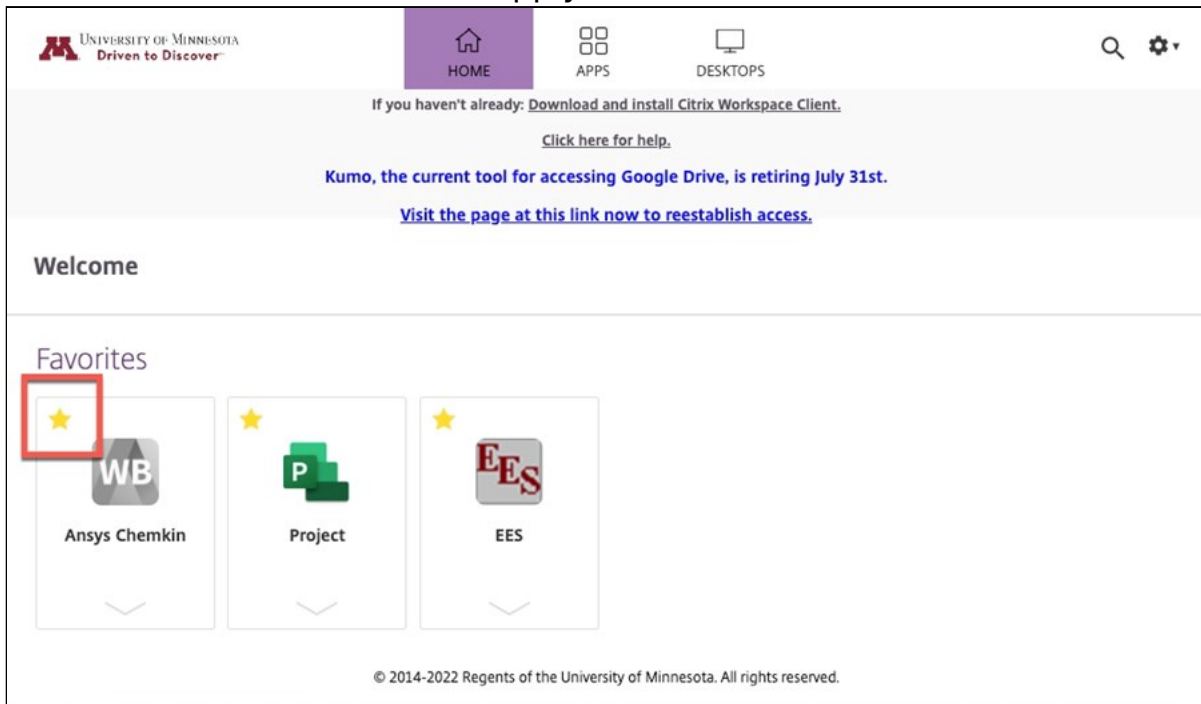 UNIVERSITY OF MINNESOTA
Driven to Discover
HOME
APPS
DESKTOPS
If you haven't already: Download and install Citrix Workspace Client.
Click here for help.
Kumo, the current tool for accessing Google Drive, is retiring July 31st.
Visit the page at this link now to reestablish access.
Welcome
Favorites
WB
P
EES
Ansys Chemkin
Project
EES
© 2014-2022 Regents of the University of Minnesota. All rights reserved.